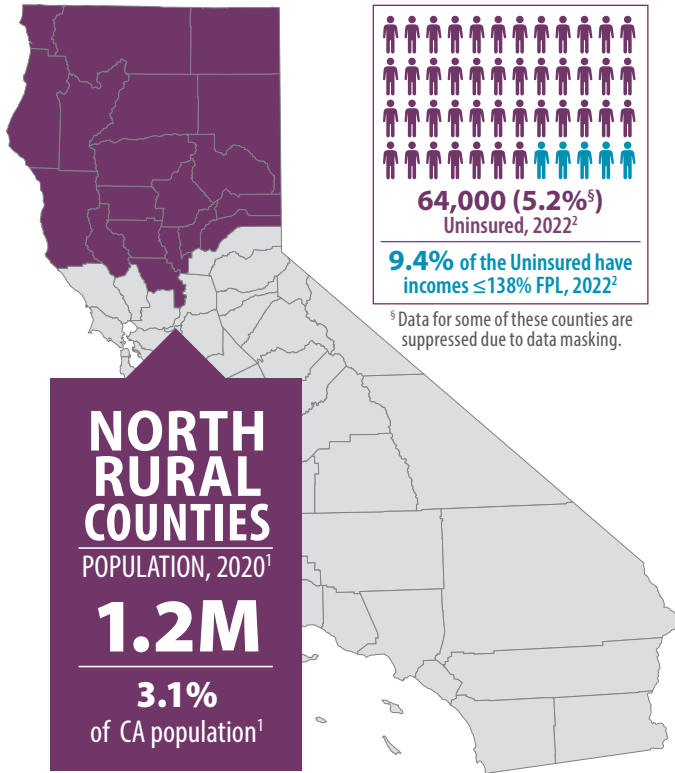 64,000 (5.2%§)
Uninsured, 2022²
9.4% of the Uninsured have
incomes ≤138% FPL, 2022²
§ Data for some of these counties are
suppressed due to data masking.
NORTH
RURAL
COUNTIES
POPULATION, 2020¹
1.2M
3.1%
of CA population¹